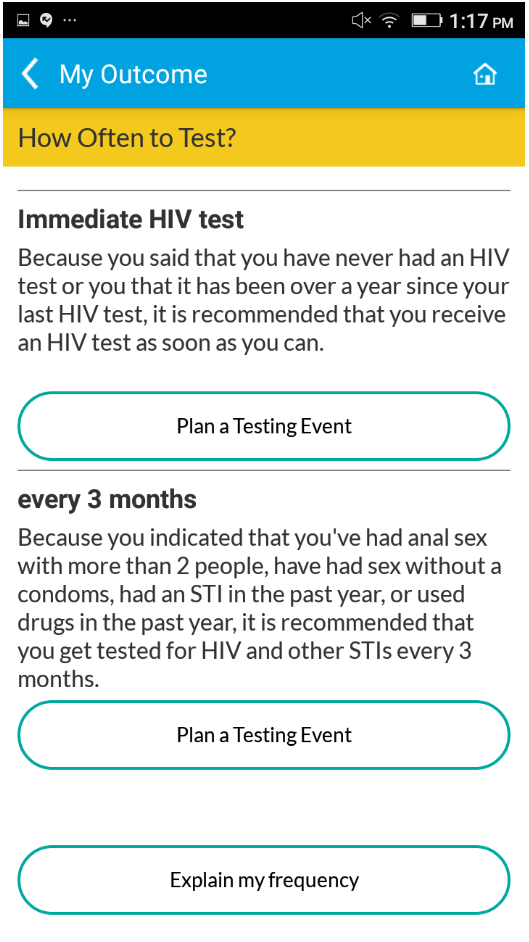 1:17 PM
My Outcome
How Often to Test?
Immediate HIV test
Because you said that you have never had an HIV
test or you that it has been over a year since your
last HIV test, it is recommended that you receive
an HIV test as soon as you can.
Plan a Testing Event
every 3 months
Because you indicated that you've had anal sex
with more than 2 people, have had sex without a
condoms, had an STI in the past year, or used
drugs in the past year, it is recommended that
you get tested for HIV and other STIs every 3
months.
Plan a Testing Event
Explain my frequency